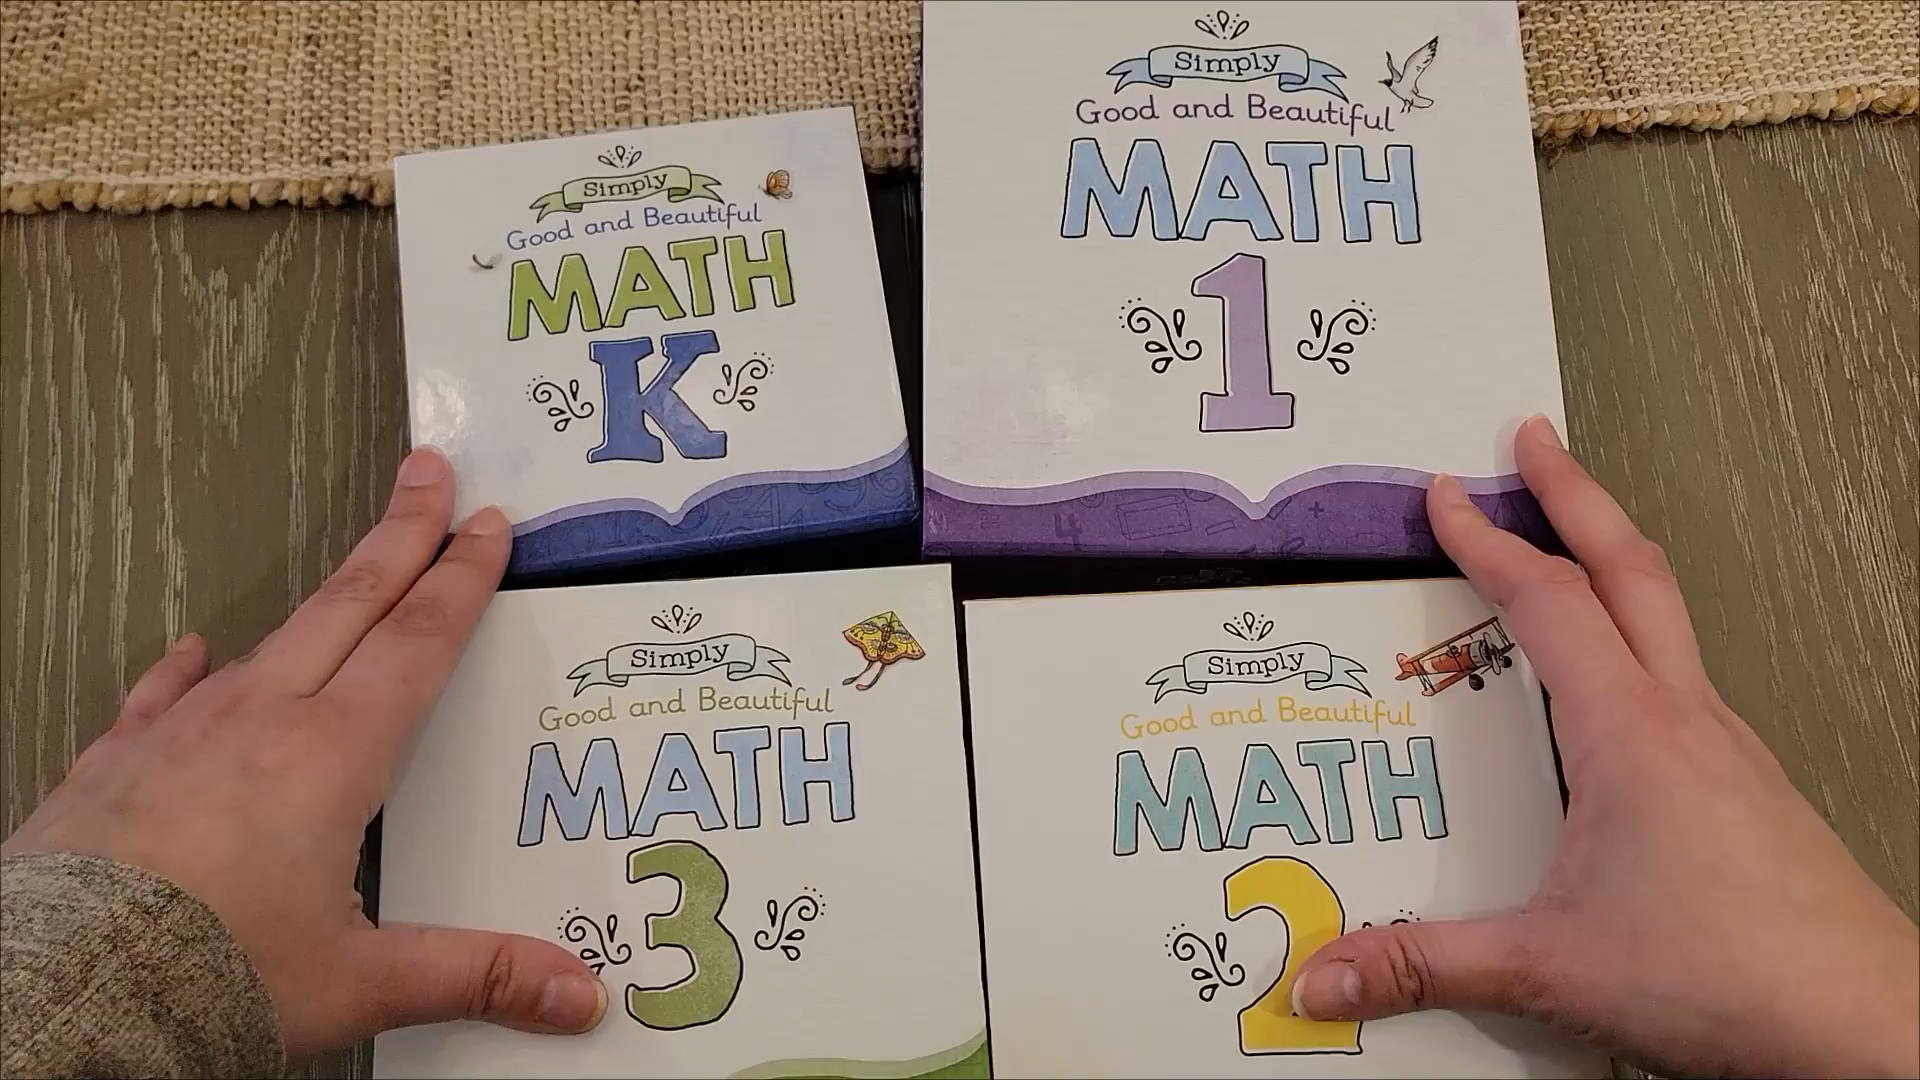 Simply
Good and Beautiful
MATH
K
Simply
Good and Beautiful
MATH
1
Simply
Good and Beautiful
MATH
3
Simply
Good and Beautiful
MATH
2